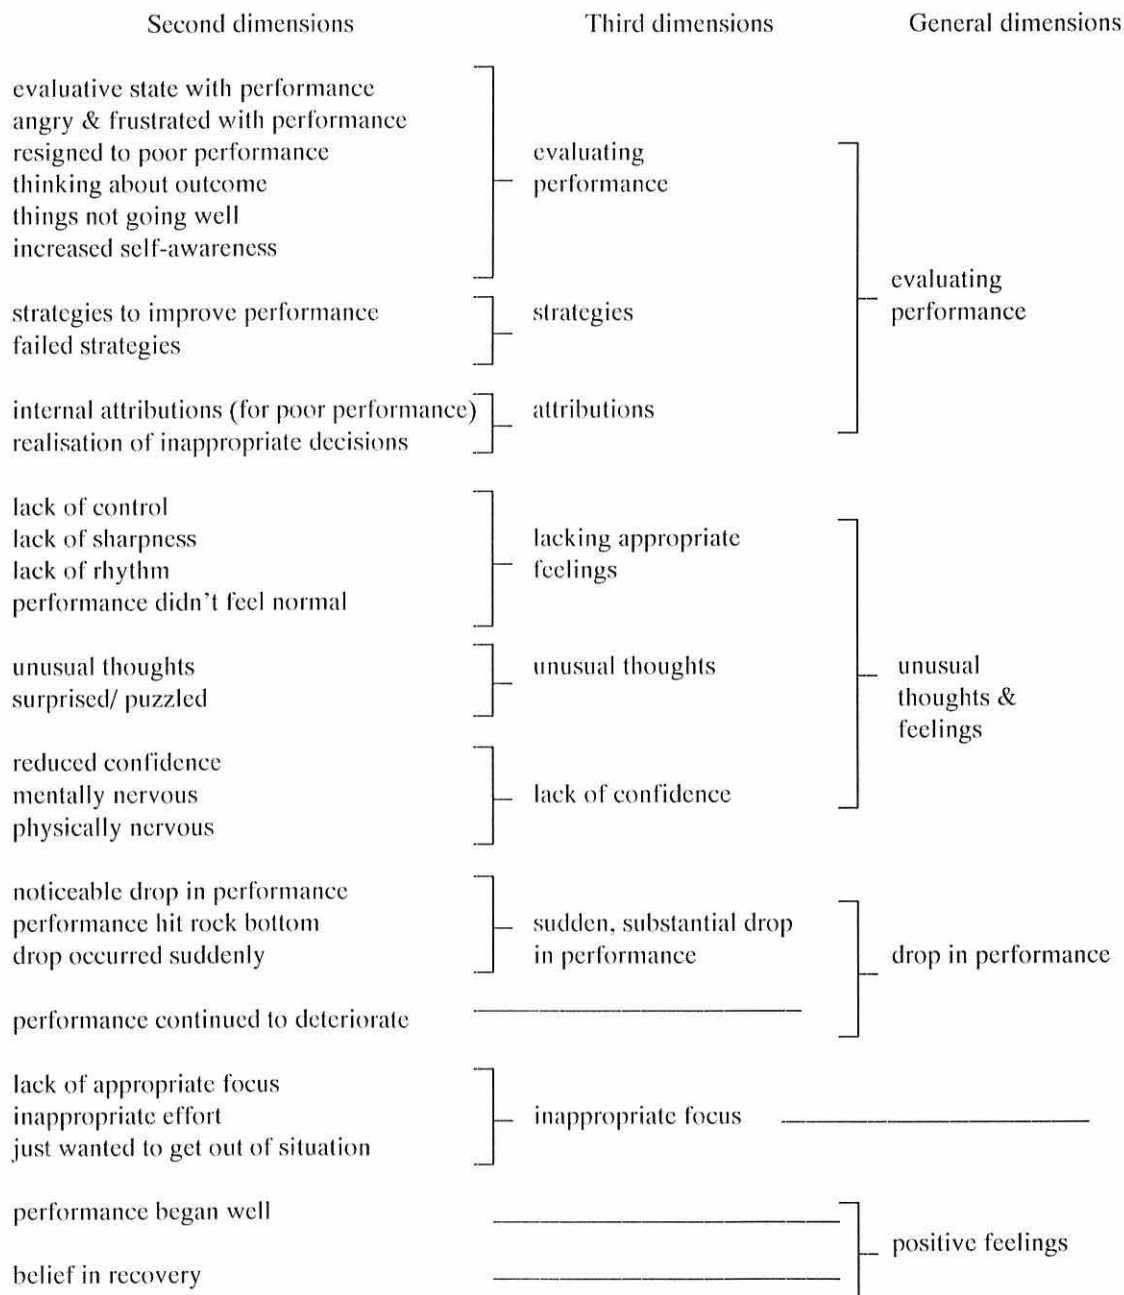 Second dimensions Third dimensions General dimensions
evaluative state with performance
angry & frustrated with performance
resigned to poor performance
thinking about outcome
things not going well
increased self-awareness
evaluating
performance
strategies to improve performance
failed strategies
strategies
internal attributions (for poor performance)
realisation of inappropriate decisions
attributions
evaluating
performance
lack of control
lack of sharpness
lack of rhythm
performance didn't feel normal
lacking appropriate
feelings
unusual thoughts
surprised/ puzzled
unusual thoughts
reduced confidence
mentally nervous
physically nervous
lack of confidence
unusual
thoughts &
feelings
noticeable drop in performance
performance hit rock bottom
drop occurred suddenly
sudden, substantial drop
in performance
performance continued to deteriorate
drop in performance
lack of appropriate focus
inappropriate effort
just wanted to get out of situation
inappropriate focus
performance began well
belief in recovery
positive feelings